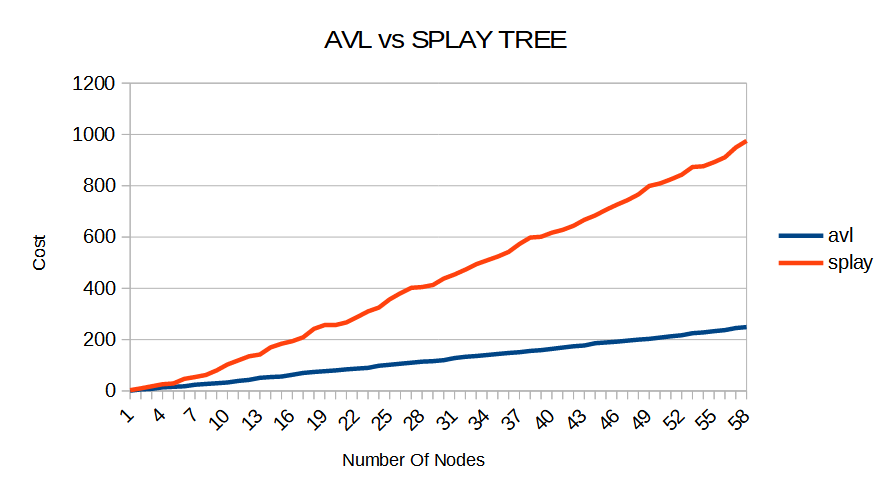 AVL vs SPLAY TREE
1200
1000
800
600
400
200
0
Cost
1 4 7 10 13 16 19 22 25 28 31 34 37 40 43 46 49 52 55 58
Number Of Nodes
avl
splay